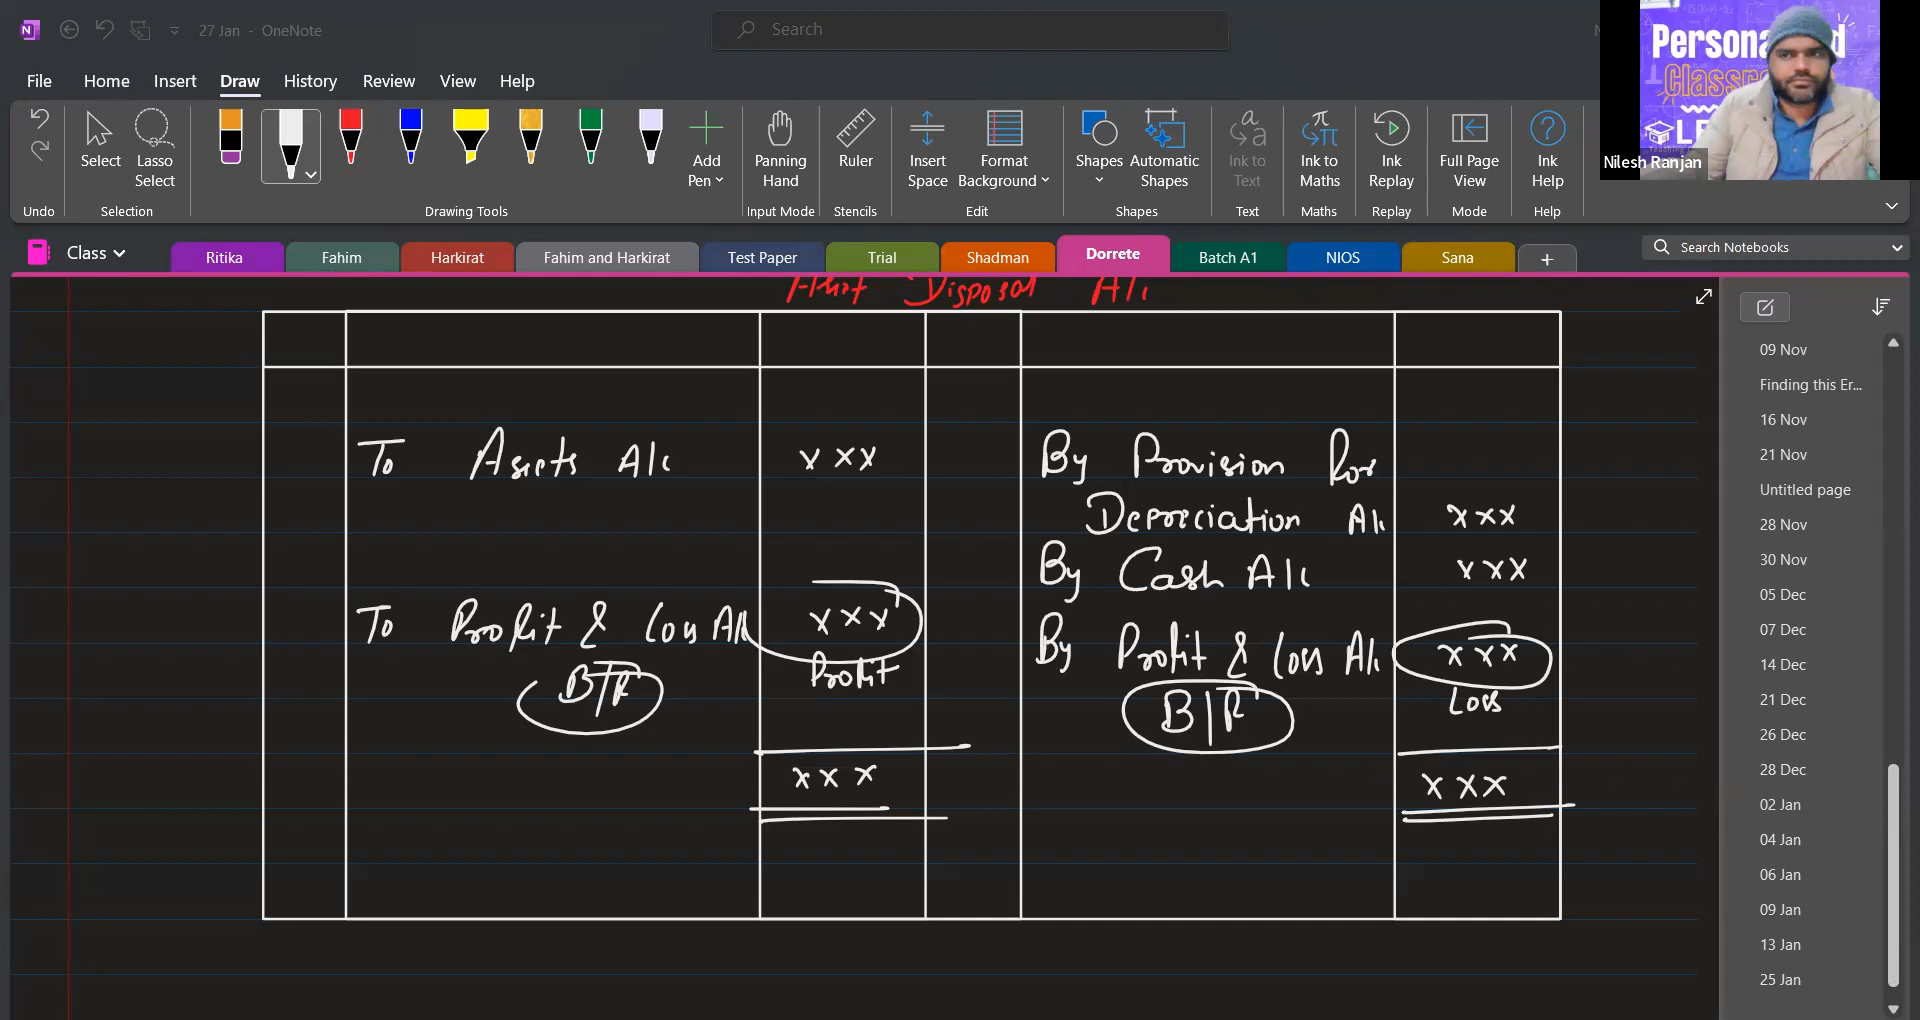 27 Jan - OneNote
Search
File Home Insert Draw History Review View Help
Undo
Select
Lasso Select
Selection
Drawing Tools
Add Pen
Panning Hand
Input Mode
Ruler
Stencils
Insert Space
Format Background
Edit
Shapes
Automatic Shapes
Shapes
Ink to Text
Text
Ink to Maths
Maths
Ink Replay
Replay
Full Page View
Mode
Ink Help
Help
Nilesh Ranjan
Class
Ritika Fahim Harkirat Fahim and Harkirat Test Paper Trial Shadman Dorrete Batch A1 NIOS Sana +
Search Notebooks
Disposal A/c
To Assets A/c xxx
By Provision for
Depreciation A/c xxx
By Cash A/c xxx
To Profit & Loss A/c xxx
Profit
B/F
By Profit & Loss A/c xxx
Loss
B/F
xxx xxx
09 Nov
Finding this Er...
16 Nov
21 Nov
Untitled page
28 Nov
30 Nov
05 Dec
07 Dec
14 Dec
21 Dec
26 Dec
28 Dec
02 Jan
04 Jan
06 Jan
09 Jan
13 Jan
25 Jan